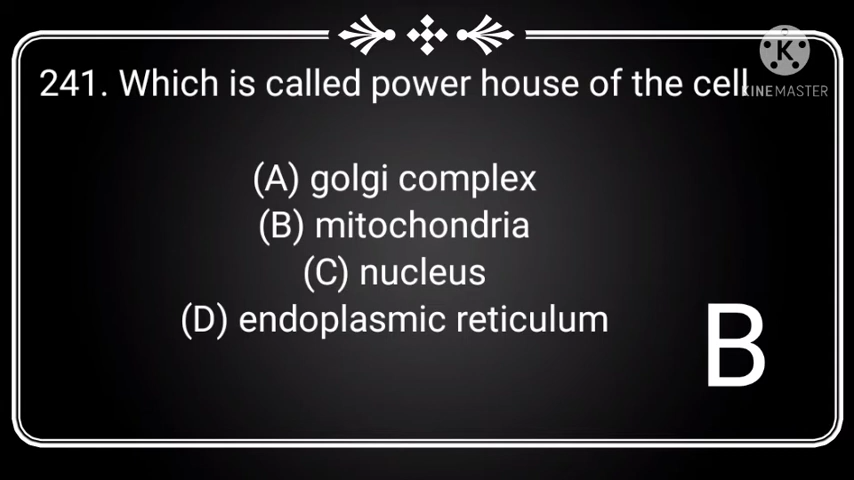 241. Which is called power house of the cell
KINEMASTER
(A) golgi complex
(B) mitochondria
(C) nucleus
(D) endoplasmic reticulum
B